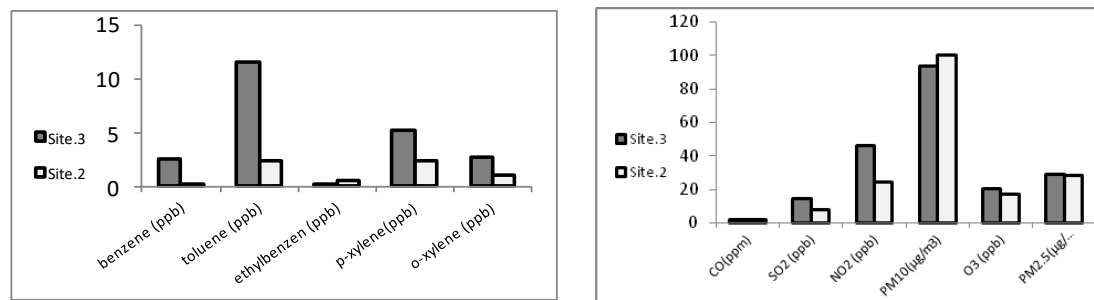 15
10
5
0
Site.3
Site.2
benzene (ppb)
toluene (ppb)
ethylbenzen (ppb)
p-xylene(ppb)
o-xylene (ppb)
120
100
80
60
40
20
0
Site.3
Site.2
CO(ppm)
SO2 (ppb)
NO2 (ppb)
PM10(µg/m3)
O3 (ppb)
PM2.5(µg/...